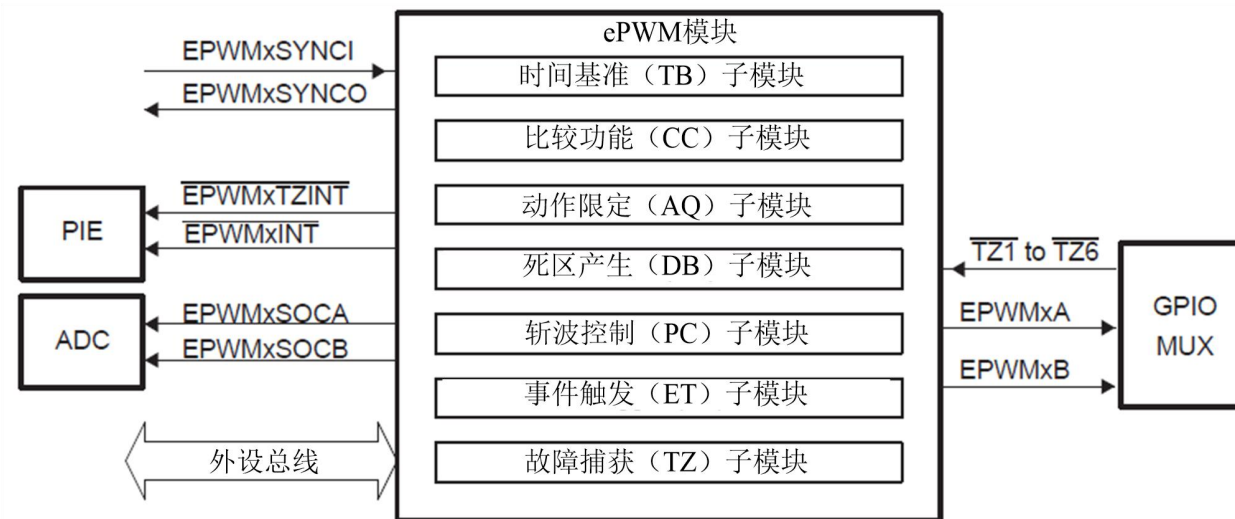 ePWM模块
EPWMxSYNCI
EPWMxSYNCO
时间基准（TB）子模块
比较功能（CC）子模块
动作限定（AQ）子模块
死区产生（DB）子模块
斩波控制（PC）子模块
事件触发（ET）子模块
故障捕获（TZ）子模块
PIE
EPWMxTZINT
EPWMxINT
ADC
EPWMxSOCA
EPWMxSOCB
外设总线
TZ1 to TZ6
EPWMxA
EPWMxB
GPIO
MUX